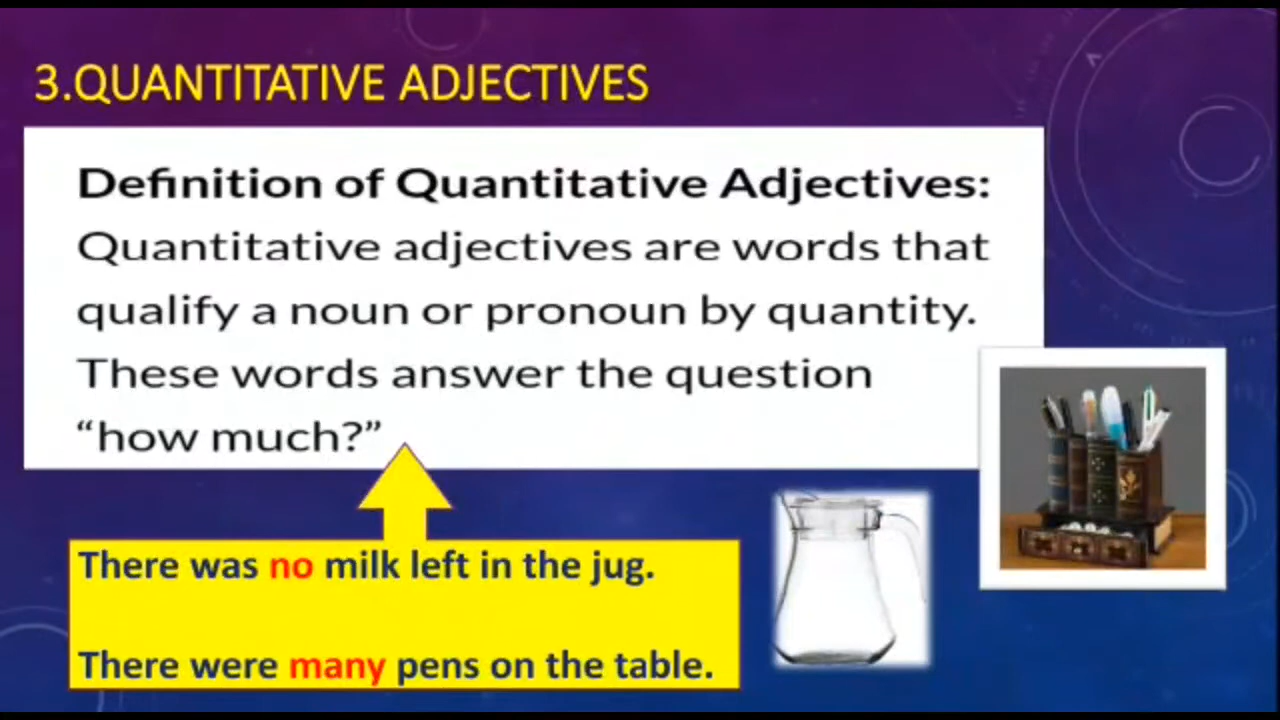 3.QUANTITATIVE ADJECTIVES
Definition of Quantitative Adjectives:
Quantitative adjectives are words that
qualify a noun or pronoun by quantity.
These words answer the question
“how much?”
There was no milk left in the jug.
There were many pens on the table.